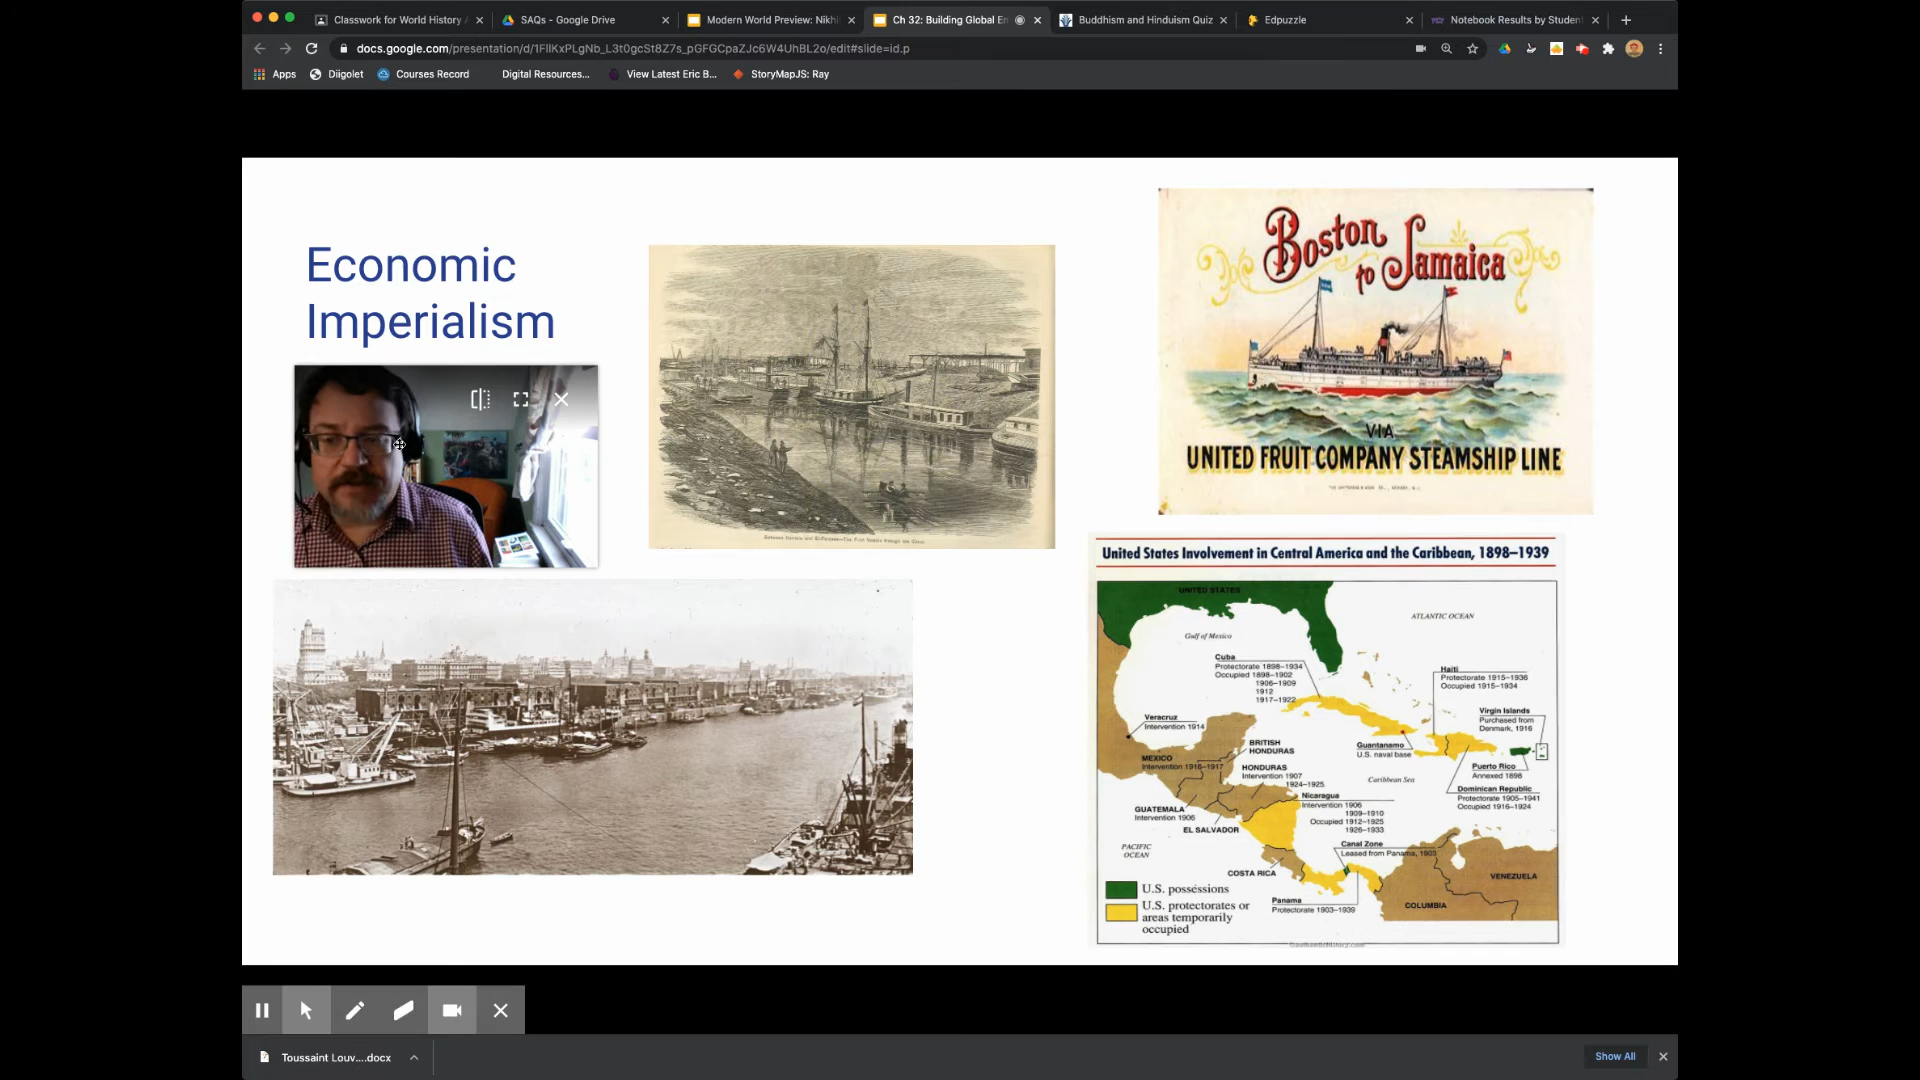 Classwork for World History A
SAQs - Google Drive
Modern World Preview: Nikhi
Ch 32: Building Global En
Buddhism and Hinduism Quiz
Edpuzzle
Notebook Results by Student
docs.google.com/presentation/d/1FlIKxPLgNb_L3t0gcSt8Z7s_pGFGCpaZJc6W4UhBL2o/edit#slide=id.p
Apps
Diigolet
Courses Record
Digital Resources...
View Latest Eric B...
StoryMapJS: Ray
Economic
Imperialism
Boston
to Jamaica
VIA
UNITED FRUIT COMPANY STEAMSHIP LINE
United States Involvement in Central America and the Caribbean, 1898–1939
UNITED STATES
ATLANTIC OCEAN
Gulf of Mexico
Cuba
Protectorate 1898–1934
Occupied 1898–1902
1906–1909
1912
1917–1922
Haiti
Protectorate 1915–1936
Occupied 1915–1934
Virgin Islands
Purchased from
Denmark, 1916
Veracruz
Intervention 1914
Guantanamo
U.S. naval base
BRITISH
HONDURAS
MEXICO
Intervention 1916–1917
HONDURAS
Intervention 1907
1924–1925
Caribbean Sea
Puerto Rico
Annexed 1898
Dominican Republic
Protectorate 1905–1941
Occupied 1916–1924
Nicaragua
Intervention 1906
1909–1910
Occupied 1912–1925
1926–1933
GUATEMALA
Intervention 1906
EL SALVADOR
PACIFIC
OCEAN
Canal Zone
Leased from Panama, 1903
COSTA RICA
VENEZUELA
Panama
Protectorate 1903–1939
COLUMBIA
U.S. possessions
U.S. protectorates or
areas temporarily
occupied
Toussaint Louv....docx
Show All